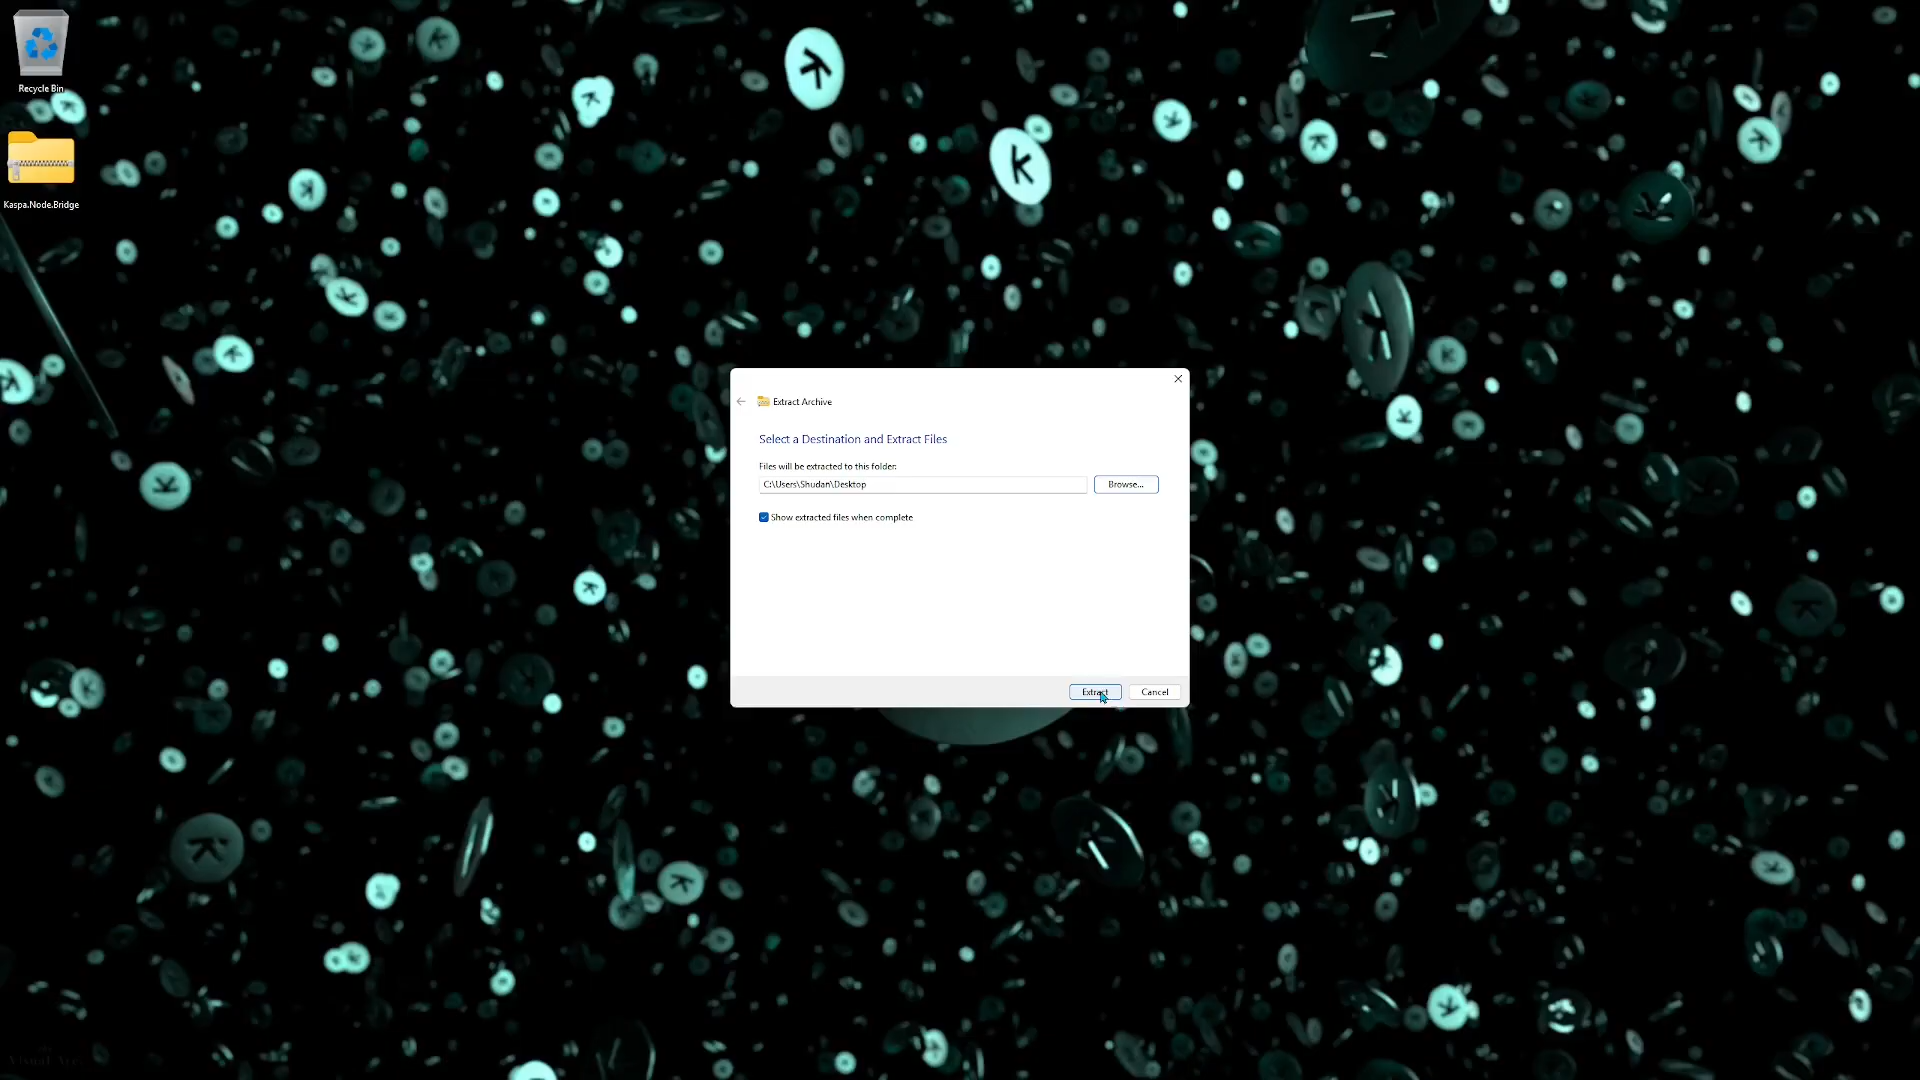 Recycle Bin
Kaspa.Node.Bridge
Extract Archive
Select a Destination and Extract Files
Files will be extracted to this folder:
C:\Users\Shudan\Desktop
Browse...
Show extracted files when complete
Extract
Cancel